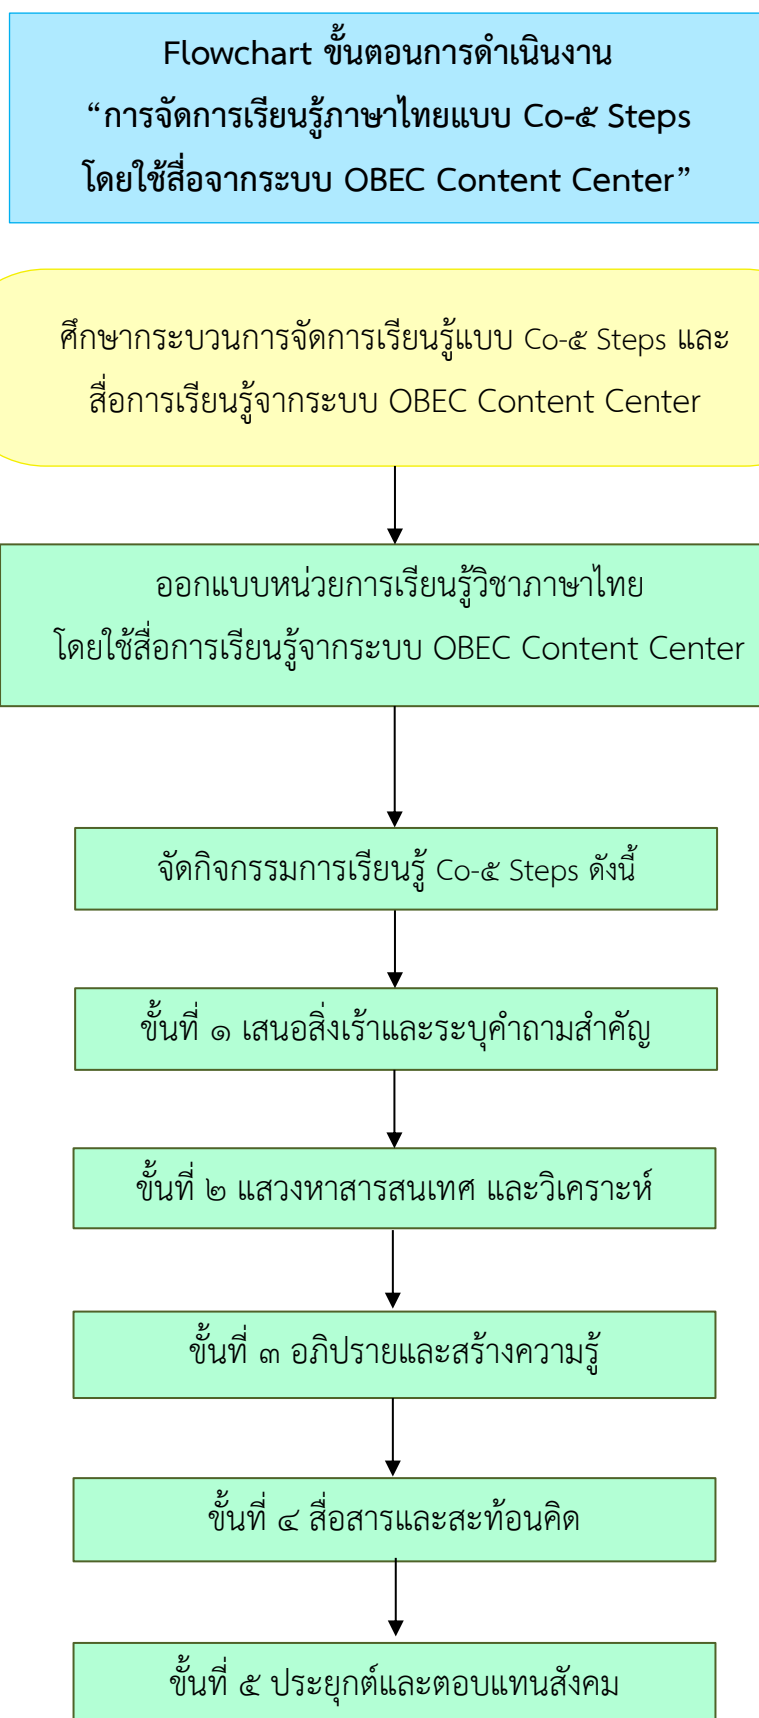 Flowchart ขั้นตอนการดำเนินงาน
“การจัดการเรียนรู้ภาษาไทยแบบ Co-๕ Steps
โดยใช้สื่อจากระบบ OBEC Content Center”
ศึกษากระบวนการจัดการเรียนรู้แบบ Co-๕ Steps และ
สื่อการเรียนรู้จากระบบ OBEC Content Center
ออกแบบหน่วยการเรียนรู้วิชาภาษาไทย
โดยใช้สื่อการเรียนรู้จากระบบ OBEC Content Center
จัดกิจกรรมการเรียนรู้ Co-๕ Steps ดังนี้
ขั้นที่ ๑ เสนอสิ่งเร้าและระบุคำถามสำคัญ
ขั้นที่ ๒ แสวงหาสารสนเทศ และวิเคราะห์
ขั้นที่ ๓ อภิปรายและสร้างความรู้
ขั้นที่ ๔ สื่อสารและสะท้อนคิด
ขั้นที่ ๕ ประยุกต์และตอบแทนสังคม